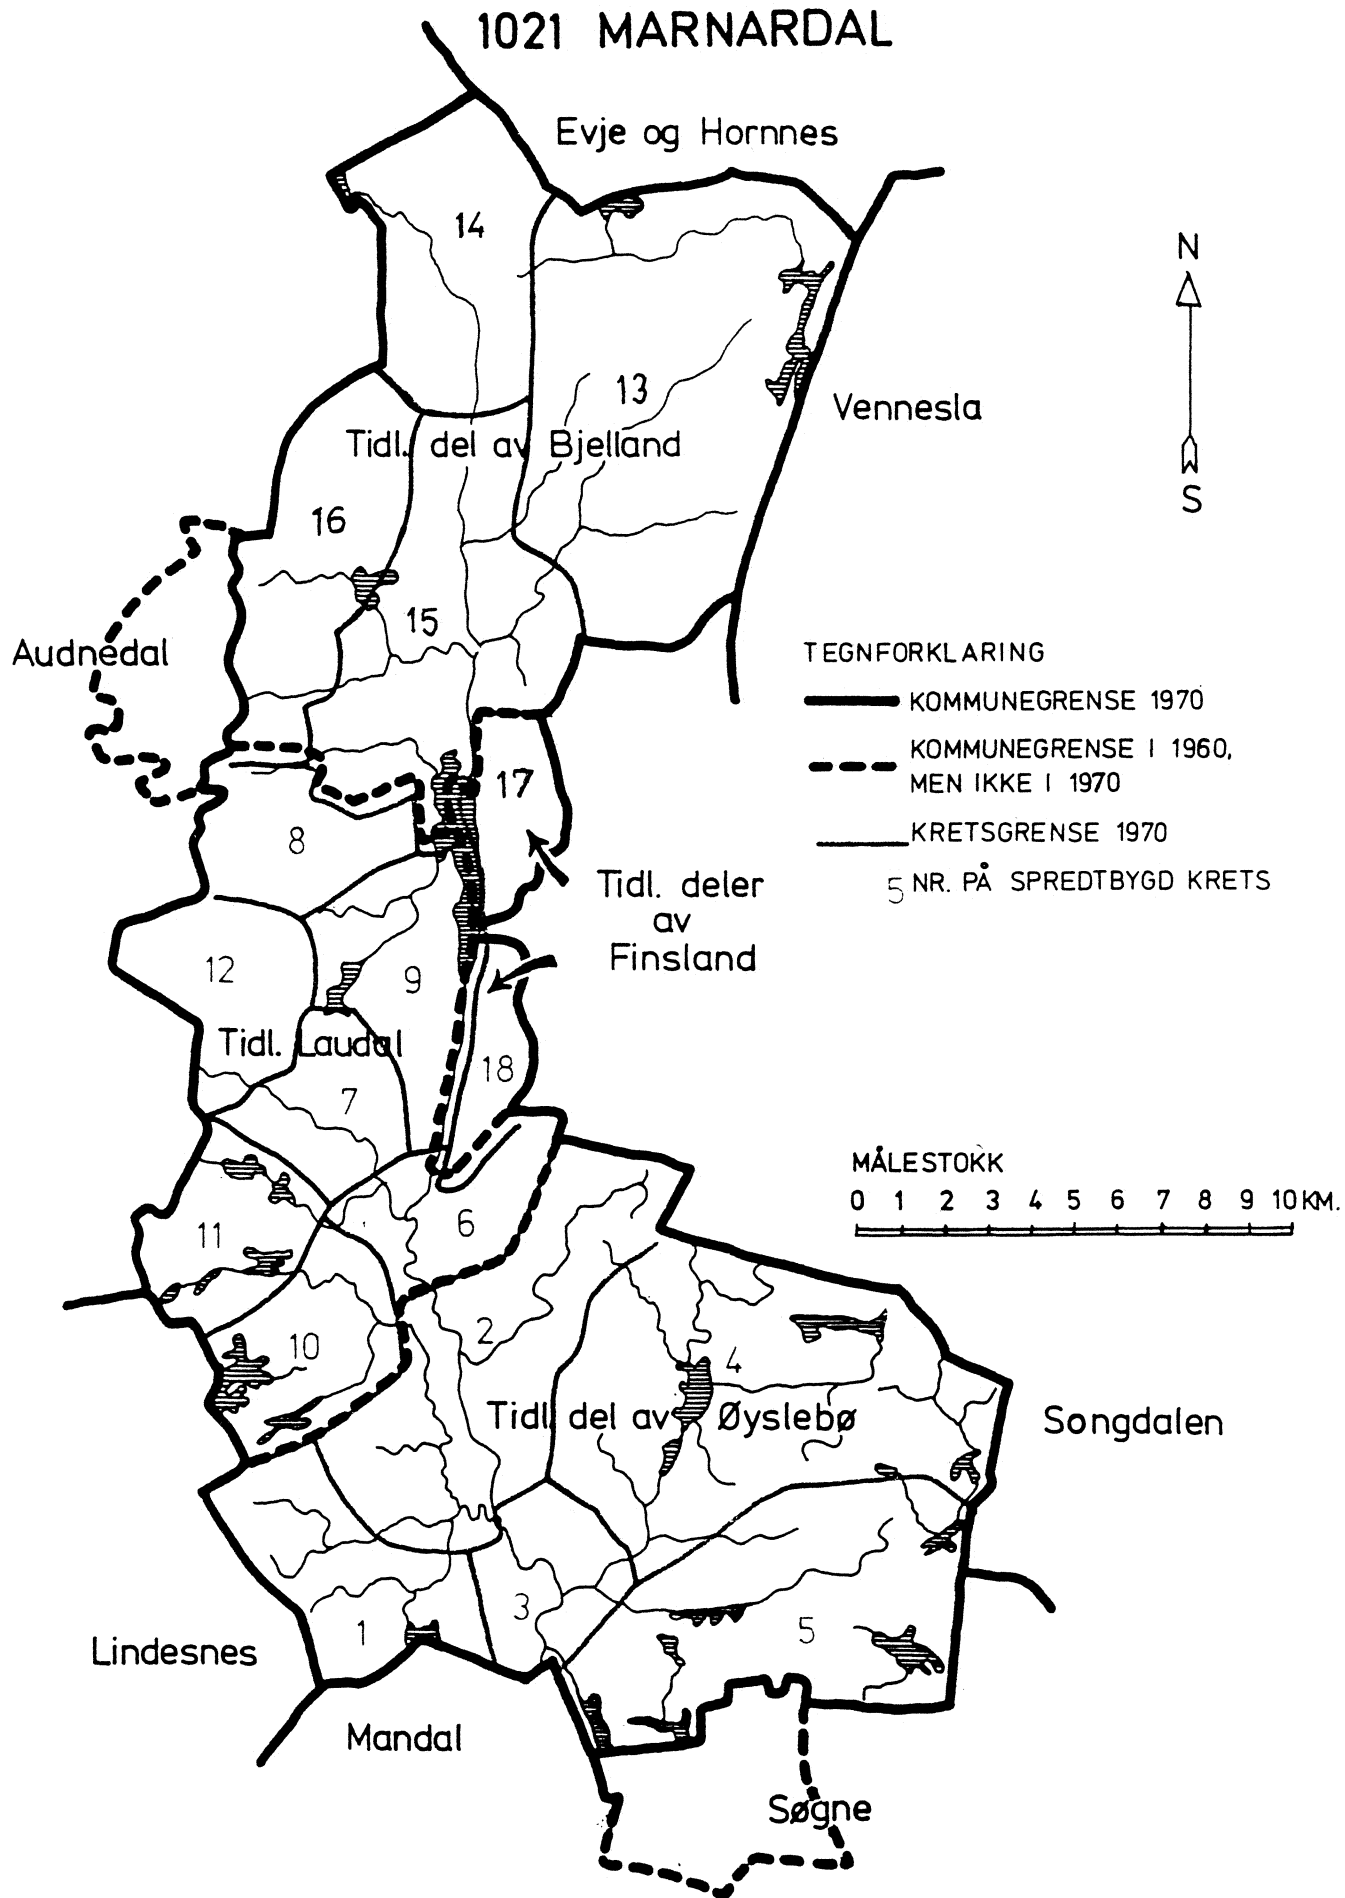 1021 MARNARDAL
Evje og Hornnes
14
N
13
Vennesla
Tidl. del av Bjelland
S
16
15
Audnedal
TEGNFORKLARING
KOMMUNEGRENSE 1970
KOMMUNEGRENSE I 1960,
MEN IKKE I 1970
KRETSGRENSE 1970
5 NR. PÅ SPREDTBYGD KRETS
17
8
Tidl. deler
av
Finsland
12
9
Tidl. Laudal
18
7
MÅLESTOKK
0 1 2 3 4 5 6 7 8 9 10 KM.
6
11
2
10
4
Tidl. del av Øyslebø
Songdalen
3
1
5
Lindesnes
Mandal
Søgne